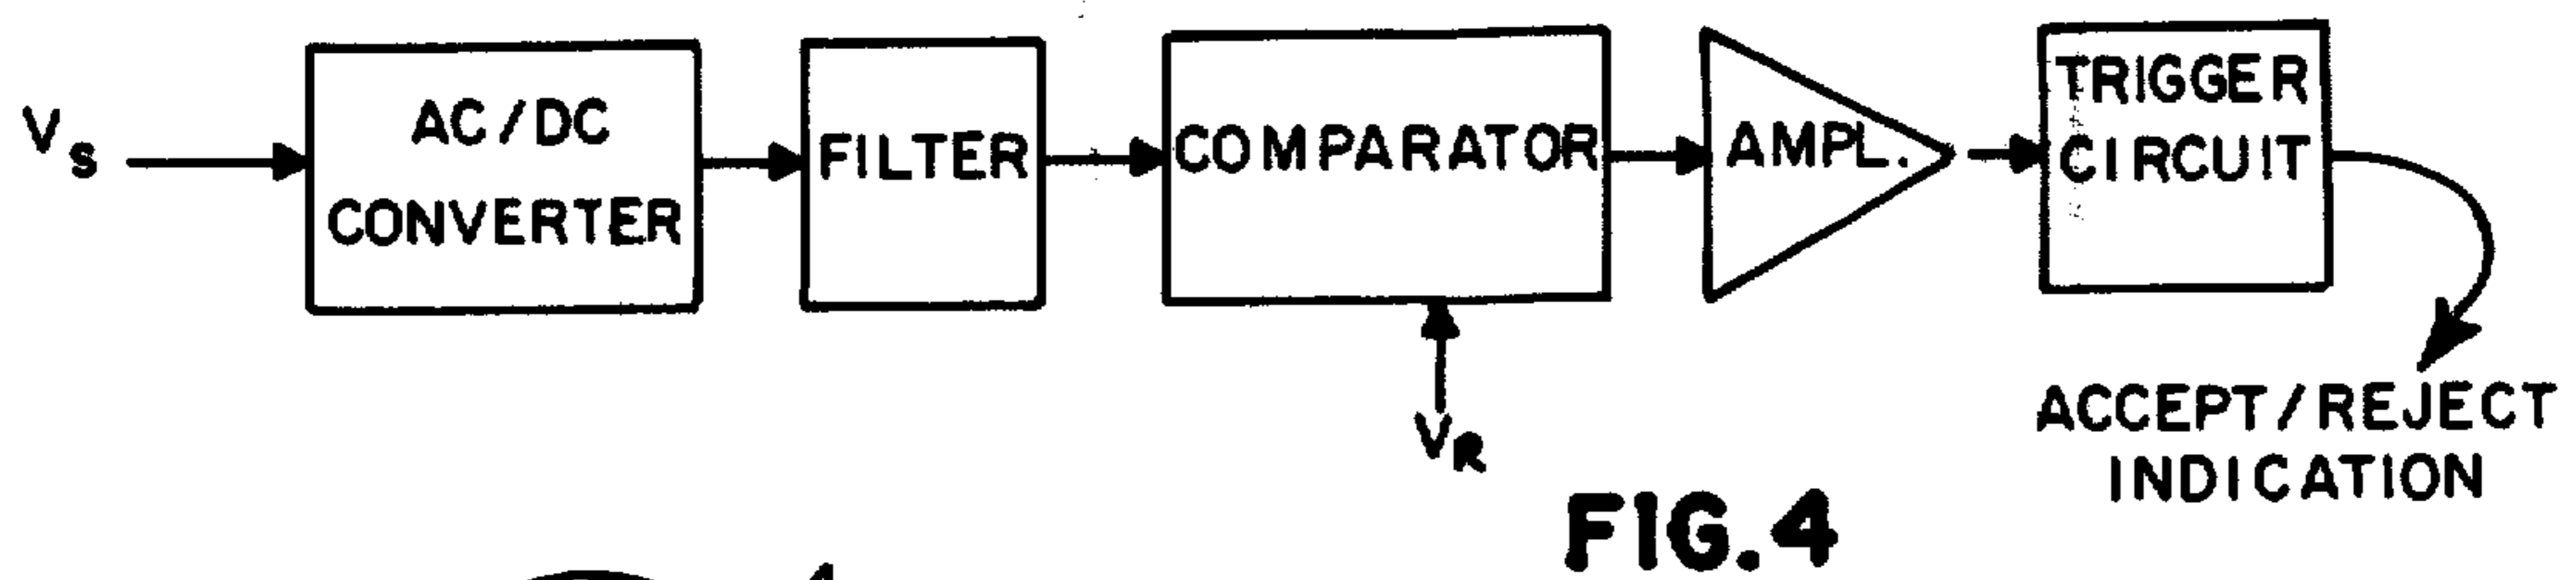 V_S
AC/DC
CONVERTER
FILTER
COMPARATOR
AMPL.
TRIGGER
CIRCUIT
V_R
ACCEPT/REJECT
INDICATION
FIG.4